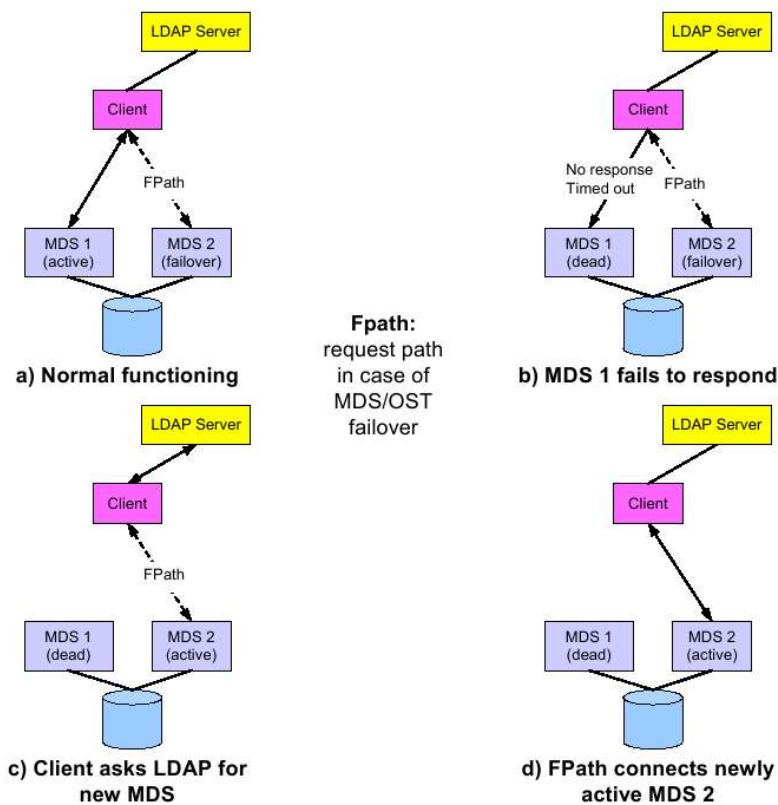 LDAP Server
Client
FPath
MDS 1
(active)
MDS 2
(failover)
a) Normal functioning
LDAP Server
Client
No response
Timed out
FPath
MDS 1
(dead)
MDS 2
(failover)
b) MDS 1 fails to respond
Fpath:
request path
in case of
MDS/OST
failover
LDAP Server
Client
FPath
MDS 1
(dead)
MDS 2
(active)
c) Client asks LDAP for
new MDS
LDAP Server
Client
MDS 1
(dead)
MDS 2
(active)
d) FPath connects newly
active MDS 2